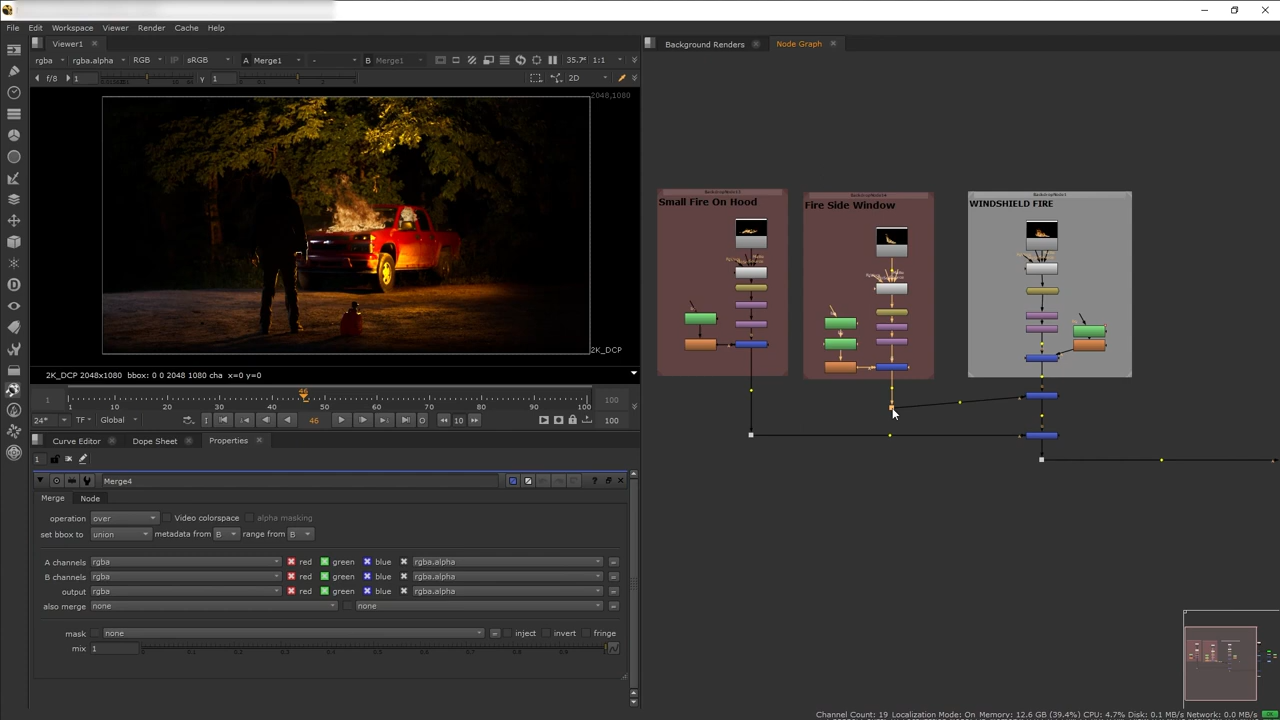 File Edit Workspace Viewer Render Cache Help
Viewer1
Background Renders
Node Graph
rgba rgba.alpha RGB IP sRGB A Merge1 - B Merge1 35.7° 1:1
f/8 1 y 1 2D
2048,1080
2K_DCP
2K_DCP 2048x1080 bbox: 0 0 2048 1080 cha x=0 y=0
Small Fire On Hood
Fire Side Window
WINDSHIELD FIRE
1 10 20 30 40 46 50 60 70 80 90 100 100
24* TF Global 46 10 100
Curve Editor Dope Sheet Properties
1
Merge4
Merge Node
operation over Video colorspace alpha masking
set bbox to union metadata from B range from B
A channels rgba red green blue rgba.alpha
B channels rgba red green blue rgba.alpha
output rgba red green blue rgba.alpha
also merge none none
mask none inject invert fringe
mix 1
Channel Count: 19 Localization Mode: On Memory: 12.6 GB (39.4%) CPU: 4.7% Disk: 0.1 MB/s Network: 0.0 MB/s